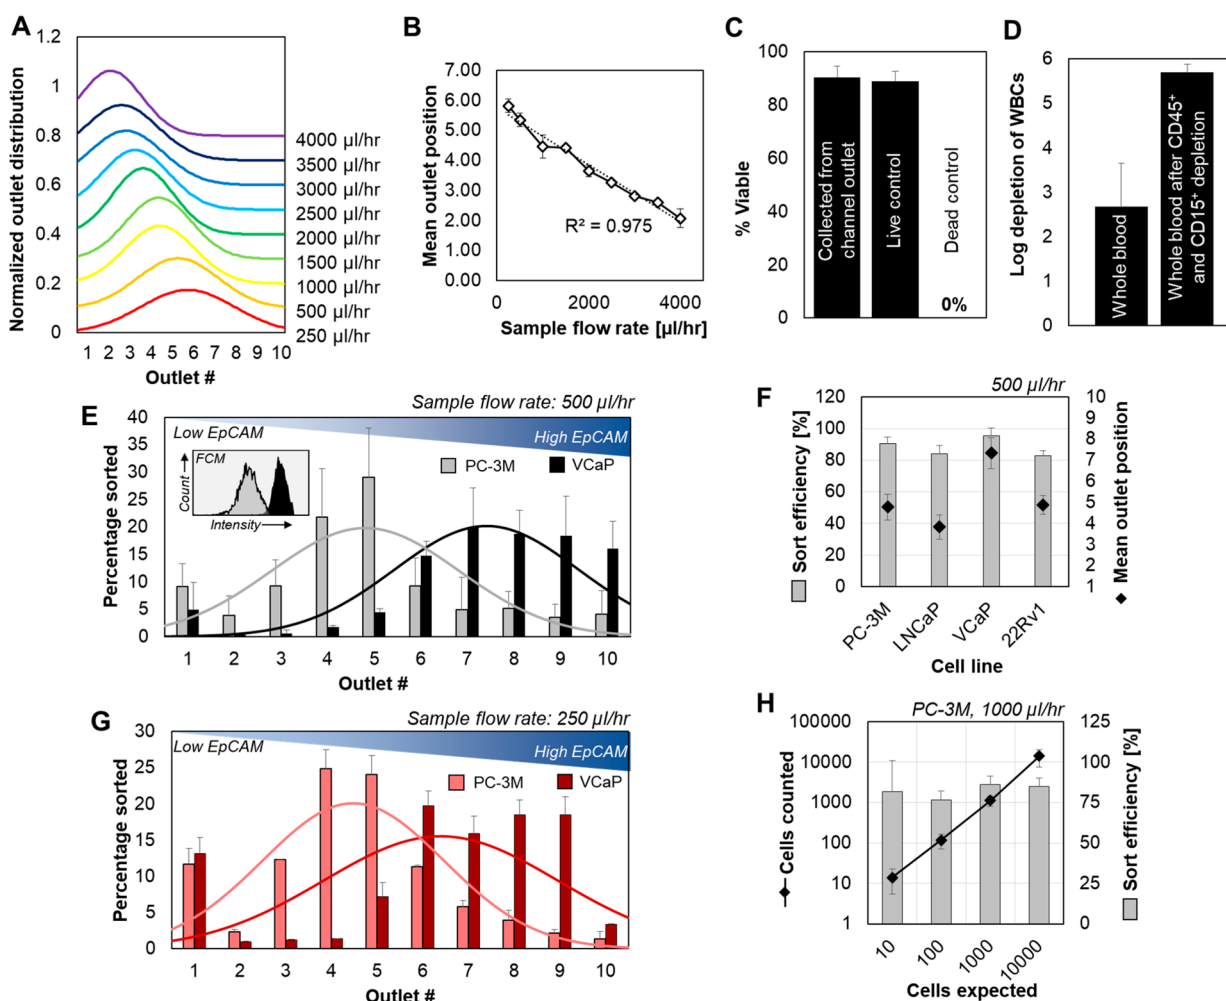 A
1.2
1
0.8
0.6
0.4
0.2
0
Normalized outlet distribution
4000 µl/hr
3500 µl/hr
3000 µl/hr
2500 µl/hr
2000 µl/hr
1500 µl/hr
1000 µl/hr
500 µl/hr
250 µl/hr
1 2 3 4 5 6 7 8 9 10
Outlet #
B
7.00
6.00
5.00
4.00
3.00
2.00
1.00
0.00
Mean outlet position
R² = 0.975
0 2000 4000
Sample flow rate [µl/hr]
C
100
80
60
40
20
0
% Viable
Collected from
channel outlet
Live control
Dead control
0%
D
6
5
4
3
2
1
0
Log depletion of WBCs
Whole blood
Whole blood after CD45⁺
and CD15⁺ depletion
E
Sample flow rate: 500 µl/hr
40
35
30
25
20
15
10
5
0
Percentage sorted
Low EpCAM
High EpCAM
FCM
Count
Intensity
PC-3M
VCaP
1 2 3 4 5 6 7 8 9 10
Outlet #
F
500 µl/hr
120
100
80
60
40
20
0
Sort efficiency [%]
10
9
8
7
6
5
4
3
2
1
Mean outlet position
PC-3M
LNCaP
VCaP
22Rv1
Cell line
G
Sample flow rate: 250 µl/hr
30
25
20
15
10
5
0
Percentage sorted
Low EpCAM
High EpCAM
PC-3M
VCaP
1 2 3 4 5 6 7 8 9 10
Outlet #
H
PC-3M, 1000 µl/hr
100000
10000
1000
100
10
1
Cells counted
125
100
75
50
25
0
Sort efficiency [%]
10
100
1000
10000
Cells expected